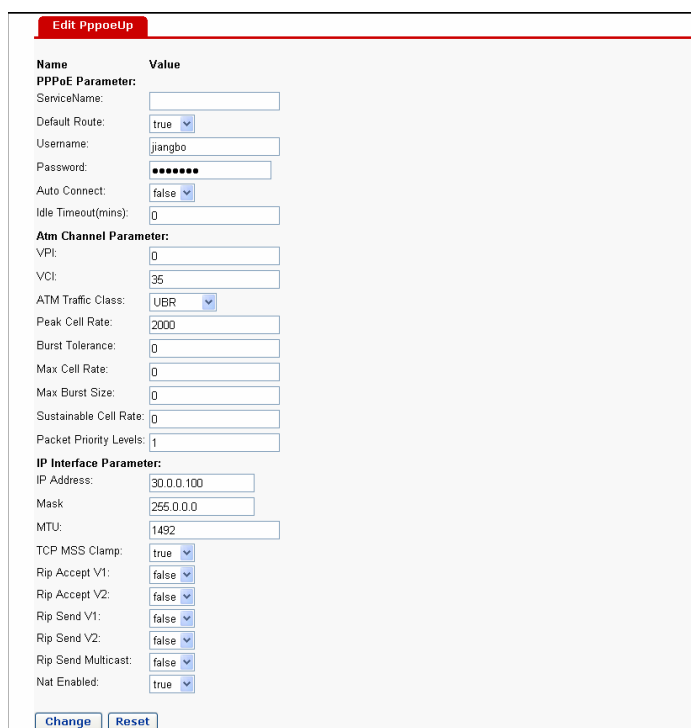 Edit PppoeUp
Name Value
PPPoE Parameter:
ServiceName:
Default Route: true
Username: jiangbo
Password: •••••••
Auto Connect: false
Idle Timeout(mins): 0
Atm Channel Parameter:
VPI: 0
VCI: 35
ATM Traffic Class: UBR
Peak Cell Rate: 2000
Burst Tolerance: 0
Max Cell Rate: 0
Max Burst Size: 0
Sustainable Cell Rate: 0
Packet Priority Levels: 1
IP Interface Parameter:
IP Address: 30.0.0.100
Mask 255.0.0.0
MTU: 1492
TCP MSS Clamp: true
Rip Accept V1: false
Rip Accept V2: false
Rip Send V1: false
Rip Send V2: false
Rip Send Multicast: false
Nat Enabled: true
Change Reset